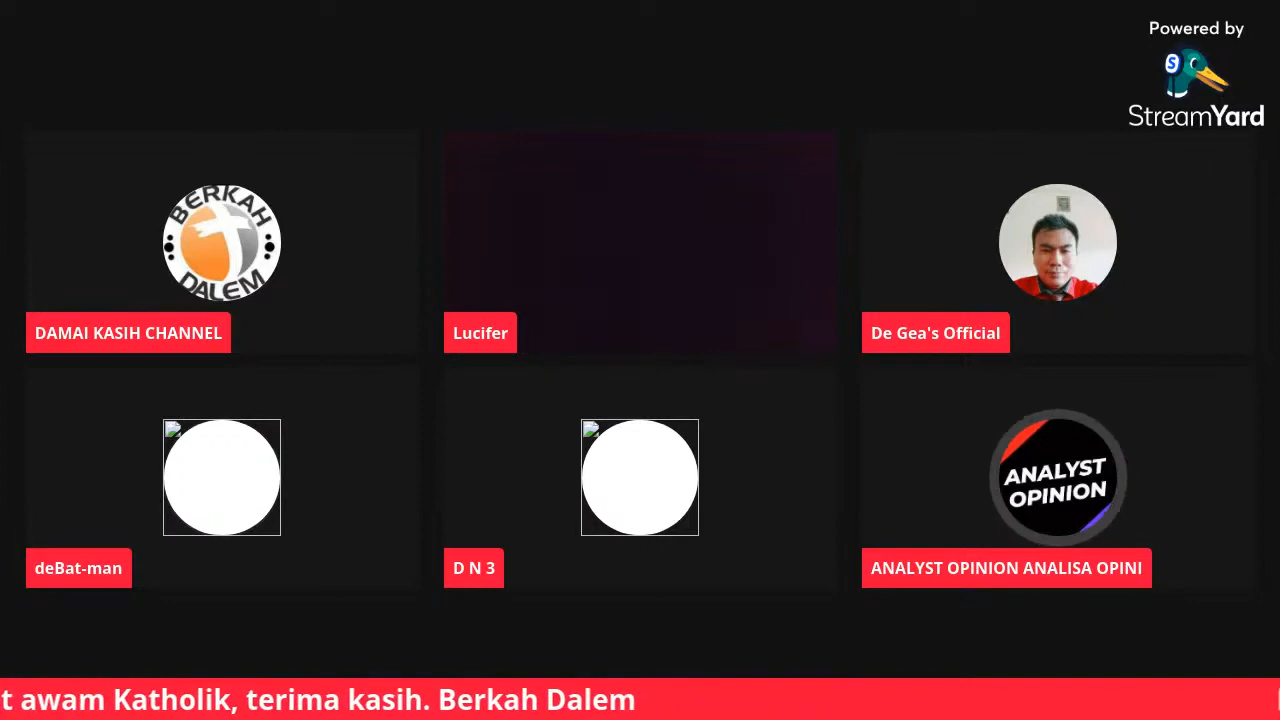 Powered by
StreamYard
BERKAH
DALEM
DAMAI KASIH CHANNEL
Lucifer
De Gea's Official
deBat-man
D N 3
ANALYST
OPINION
ANALYST OPINION ANALISA OPINI
t awam Katholik, terima kasih. Berkah Dalem